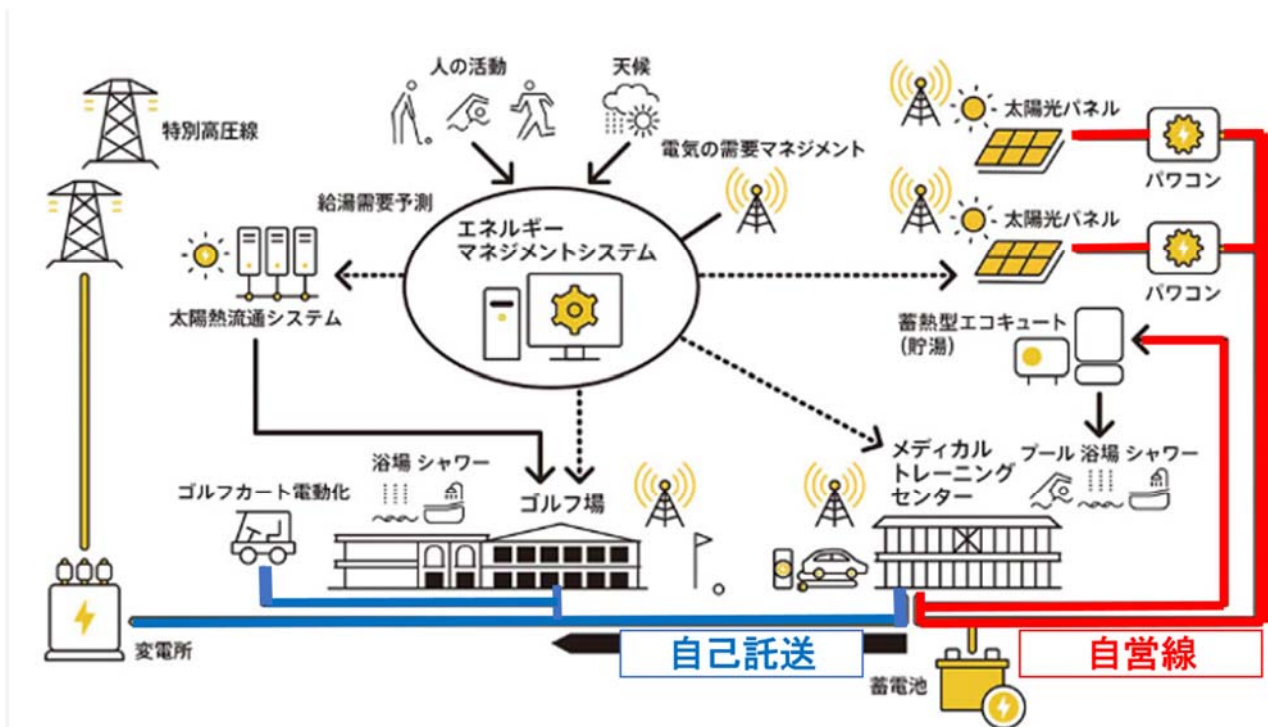 人の活動
天候
特別高圧線
電気の需要マネジメント
給湯需要予測
エネルギー
マネジメントシステム
太陽熱流通システム
太陽光パネル
パワコン
太陽光パネル
パワコン
蓄熱型エコキュート
(貯湯)
浴場 シャワー
ゴルフカート電動化
ゴルフ場
メディカル
トレーニング
センター
プール 浴場 シャワー
変電所
自己託送
自営線
蓄電池